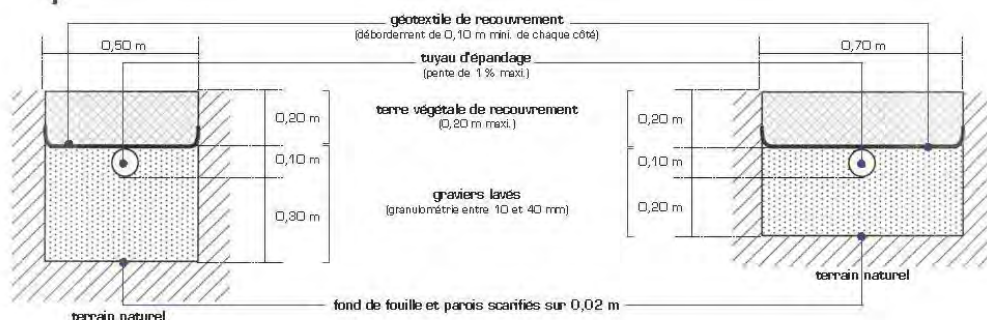 géotextile de recouvrement
(débordement de 0,10 m mini. de chaque côté)
0,50 m
0,70 m
tuyau d'épandage
(pente de 1% maxi.)
terre végétale de recouvrement
(0,20 m maxi.)
0,20 m
0,20 m
0,10 m
0,10 m
graviers lavés
(granulométrie entre 10 et 40 mm)
0,30 m
0,20 m
terrain naturel
fond de fouille et parois scarifiés sur 0,02 m
terrain naturel